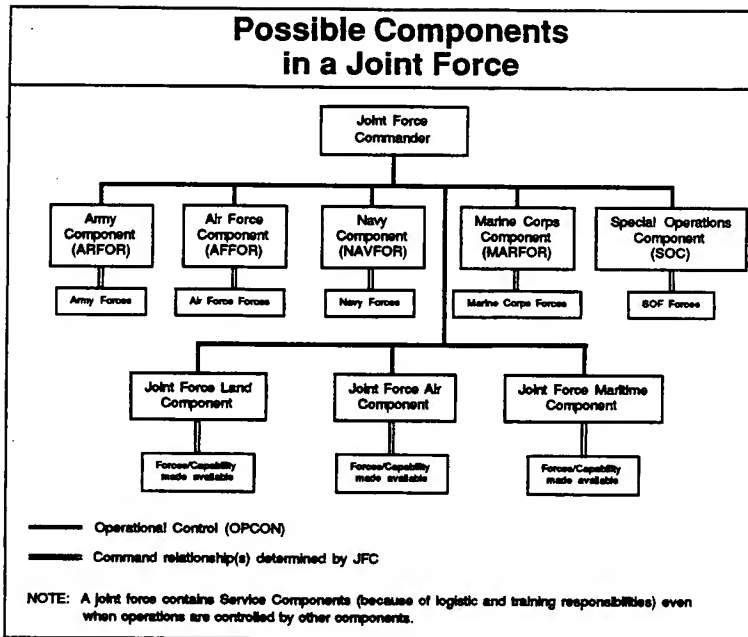 Possible Components
in a Joint Force
Joint Force
Commander
Army
Component
(ARFOR)
Air Force
Component
(AFFOR)
Navy
Component
(NAVFOR)
Marine Corps
Component
(MARFOR)
Special Operations
Component
(SOC)
Army Forces
Air Force Forces
Navy Forces
Marine Corps Forces
SOF Forces
Joint Force Land
Component
Joint Force Air
Component
Joint Force Maritime
Component
Forces/Capability
made available
Forces/Capability
made available
Forces/Capability
made available
Operational Control (OPCON)
Command relationship(s) determined by JFC
NOTE: A joint force contains Service Components (because of logistic and training responsibilities) even
when operations are controlled by other components.